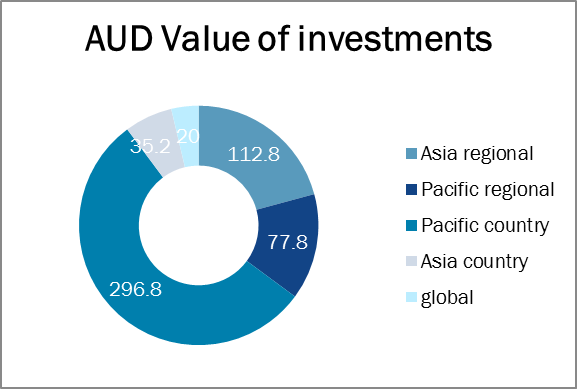 AUD Value of investments
35.2
20
112.8
77.8
296.8
Asia regional
Pacific regional
Pacific country
Asia country
global